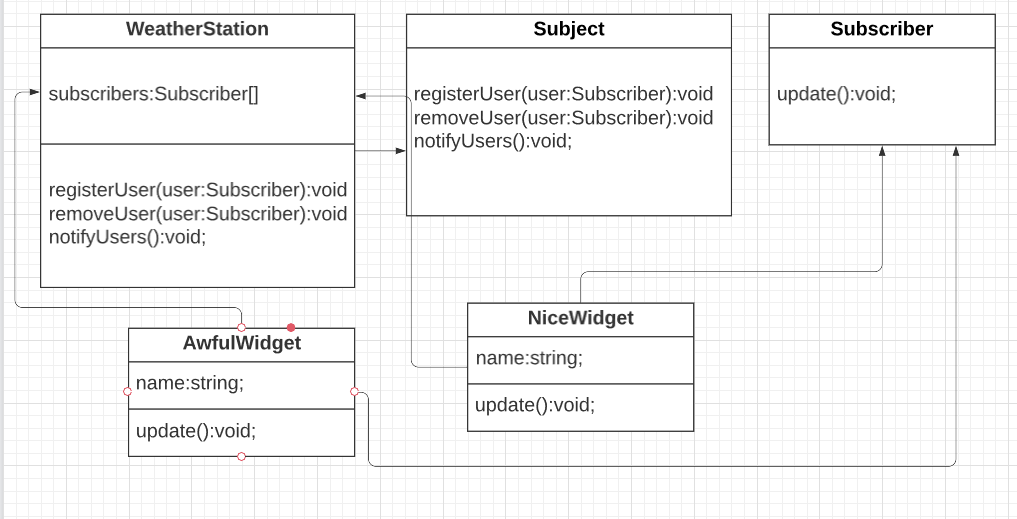 WeatherStation
subscribers:Subscriber[]
registerUser(user:Subscriber):void
removeUser(user:Subscriber):void
notifyUsers():void;
Subject
registerUser(user:Subscriber):void
removeUser(user:Subscriber):void
notifyUsers():void;
Subscriber
update():void;
AwfulWidget
name:string;
update():void;
NiceWidget
name:string;
update():void;